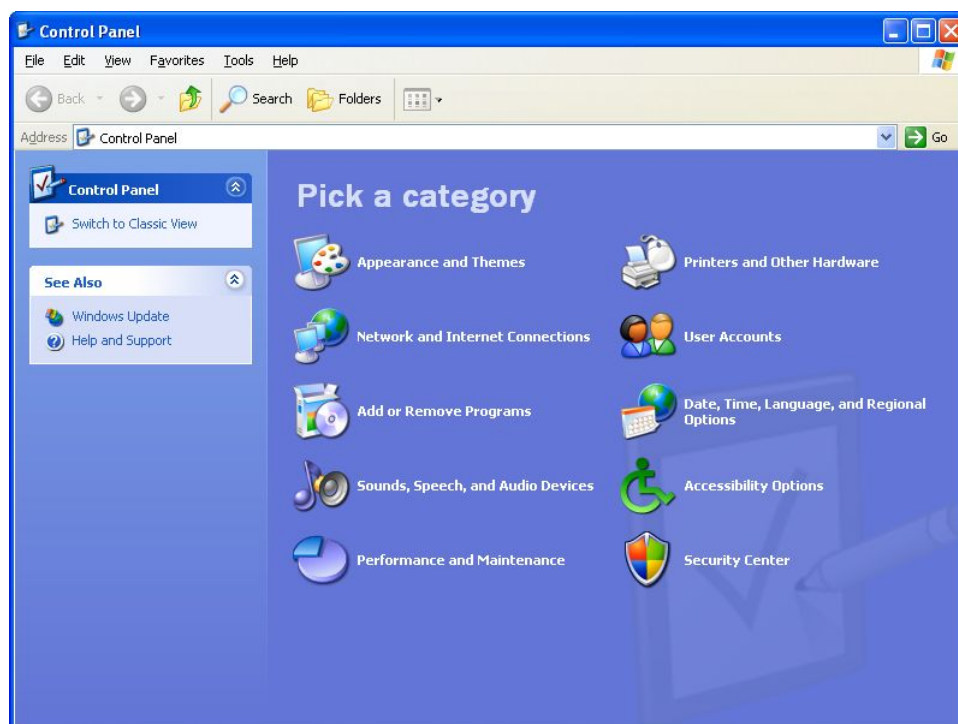 Control Panel
File Edit View Favorites Tools Help
Back Search Folders
Address Control Panel Go
Control Panel
Switch to Classic View
See Also
Windows Update
Help and Support
Pick a category
Appearance and Themes
Printers and Other Hardware
Network and Internet Connections
User Accounts
Add or Remove Programs
Date, Time, Language, and Regional
Options
Sounds, Speech, and Audio Devices
Accessibility Options
Performance and Maintenance
Security Center